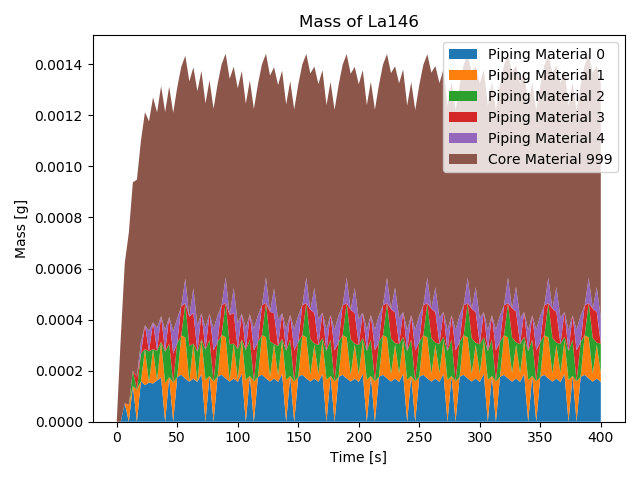 Mass of La146
Piping Material 0
Piping Material 1
Piping Material 2
Piping Material 3
Piping Material 4
Core Material 999
Mass [g]
0.0014
0.0012
0.0010
0.0008
0.0006
0.0004
0.0002
0.0000
0
50
100
150
200
250
300
350
400
Time [s]